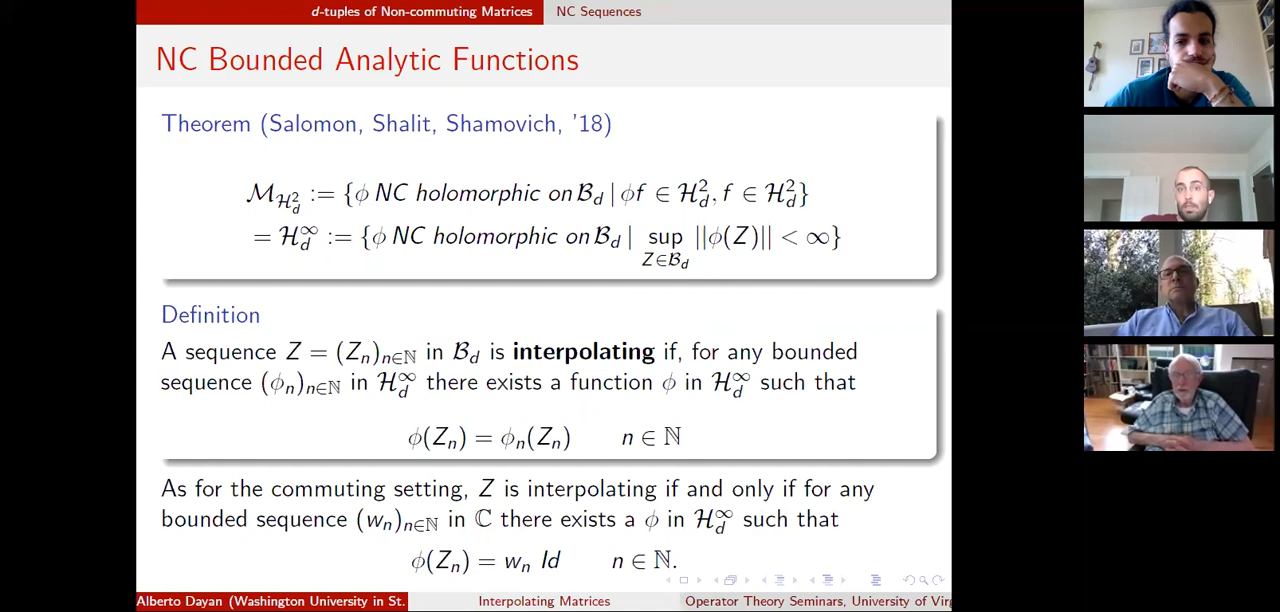 d-tuples of Non-commuting Matrices NC Sequences
NC Bounded Analytic Functions
Theorem (Salomon, Shalit, Shamovich, '18)
ℳ_{ℋ²_d} := {ϕ NC holomorphic on ℬ_d | ϕf ∈ ℋ²_d, f ∈ ℋ²_d}
= ℋ^∞_d := {ϕ NC holomorphic on ℬ_d | sup_{Z∈ℬ_d} ||ϕ(Z)|| < ∞}
Definition
A sequence Z = (Z_n)_{n∈ℕ} in ℬ_d is interpolating if, for any bounded
sequence (ϕ_n)_{n∈ℕ} in ℋ^∞_d there exists a function ϕ in ℋ^∞_d such that
ϕ(Z_n) = ϕ_n(Z_n) n ∈ ℕ
As for the commuting setting, Z is interpolating if and only if for any
bounded sequence (w_n)_{n∈ℕ} in ℂ there exists a ϕ in ℋ^∞_d such that
ϕ(Z_n) = w_n Id n ∈ ℕ.
Alberto Dayan (Washington University in St. Interpolating Matrices Operator Theory Seminars, University of Virg